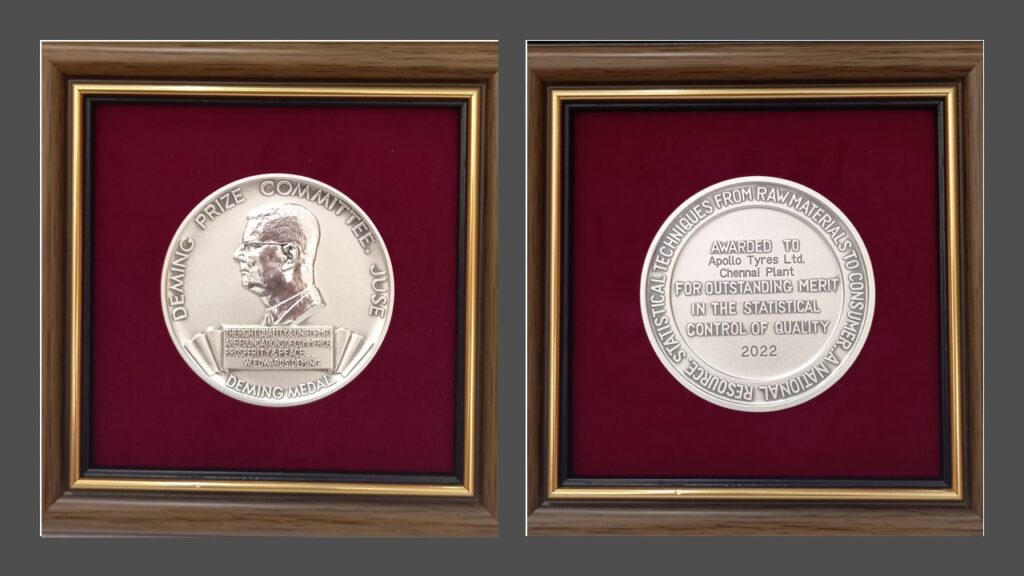 DEMING PRIZE COMMITTEE, JUSE
THE RIGHT QUALITY & UNIFORMITY
ARE FOUNDATIONS OF COMMERCE
PROSPERITY & PEACE
W. EDWARDS DEMING
DEMING MEDAL
STATISTICAL TECHNIQUES FROM RAW MATERIALS TO CONSUMER, A NATIONAL RESOURCE.
AWARDED TO
Apollo Tyres Ltd.
Chennai Plant
FOR OUTSTANDING MERIT
IN THE STATISTICAL
CONTROL OF QUALITY
2022